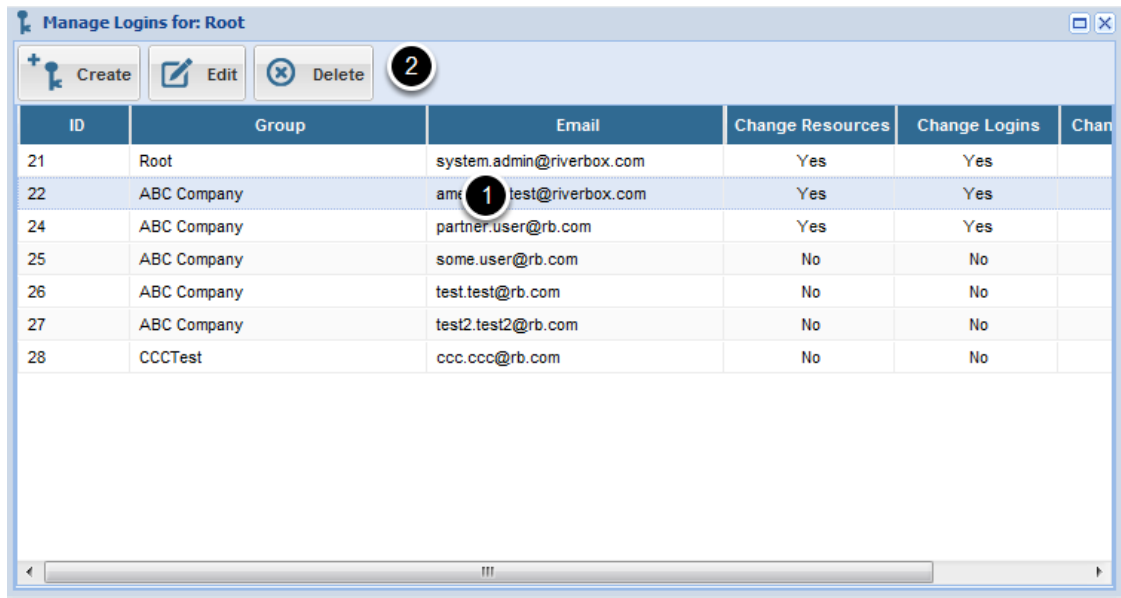 Manage Logins for: Root
Create Edit Delete 2
ID Group Email Change Resources Change Logins Chan
21 Root system.admin@riverbox.com Yes Yes
22 ABC Company ame 1 test@riverbox.com Yes Yes
24 ABC Company partner.user@rb.com Yes Yes
25 ABC Company some.user@rb.com No No
26 ABC Company test.test@rb.com No No
27 ABC Company test2.test2@rb.com No No
28 CCCTest ccc.ccc@rb.com No No